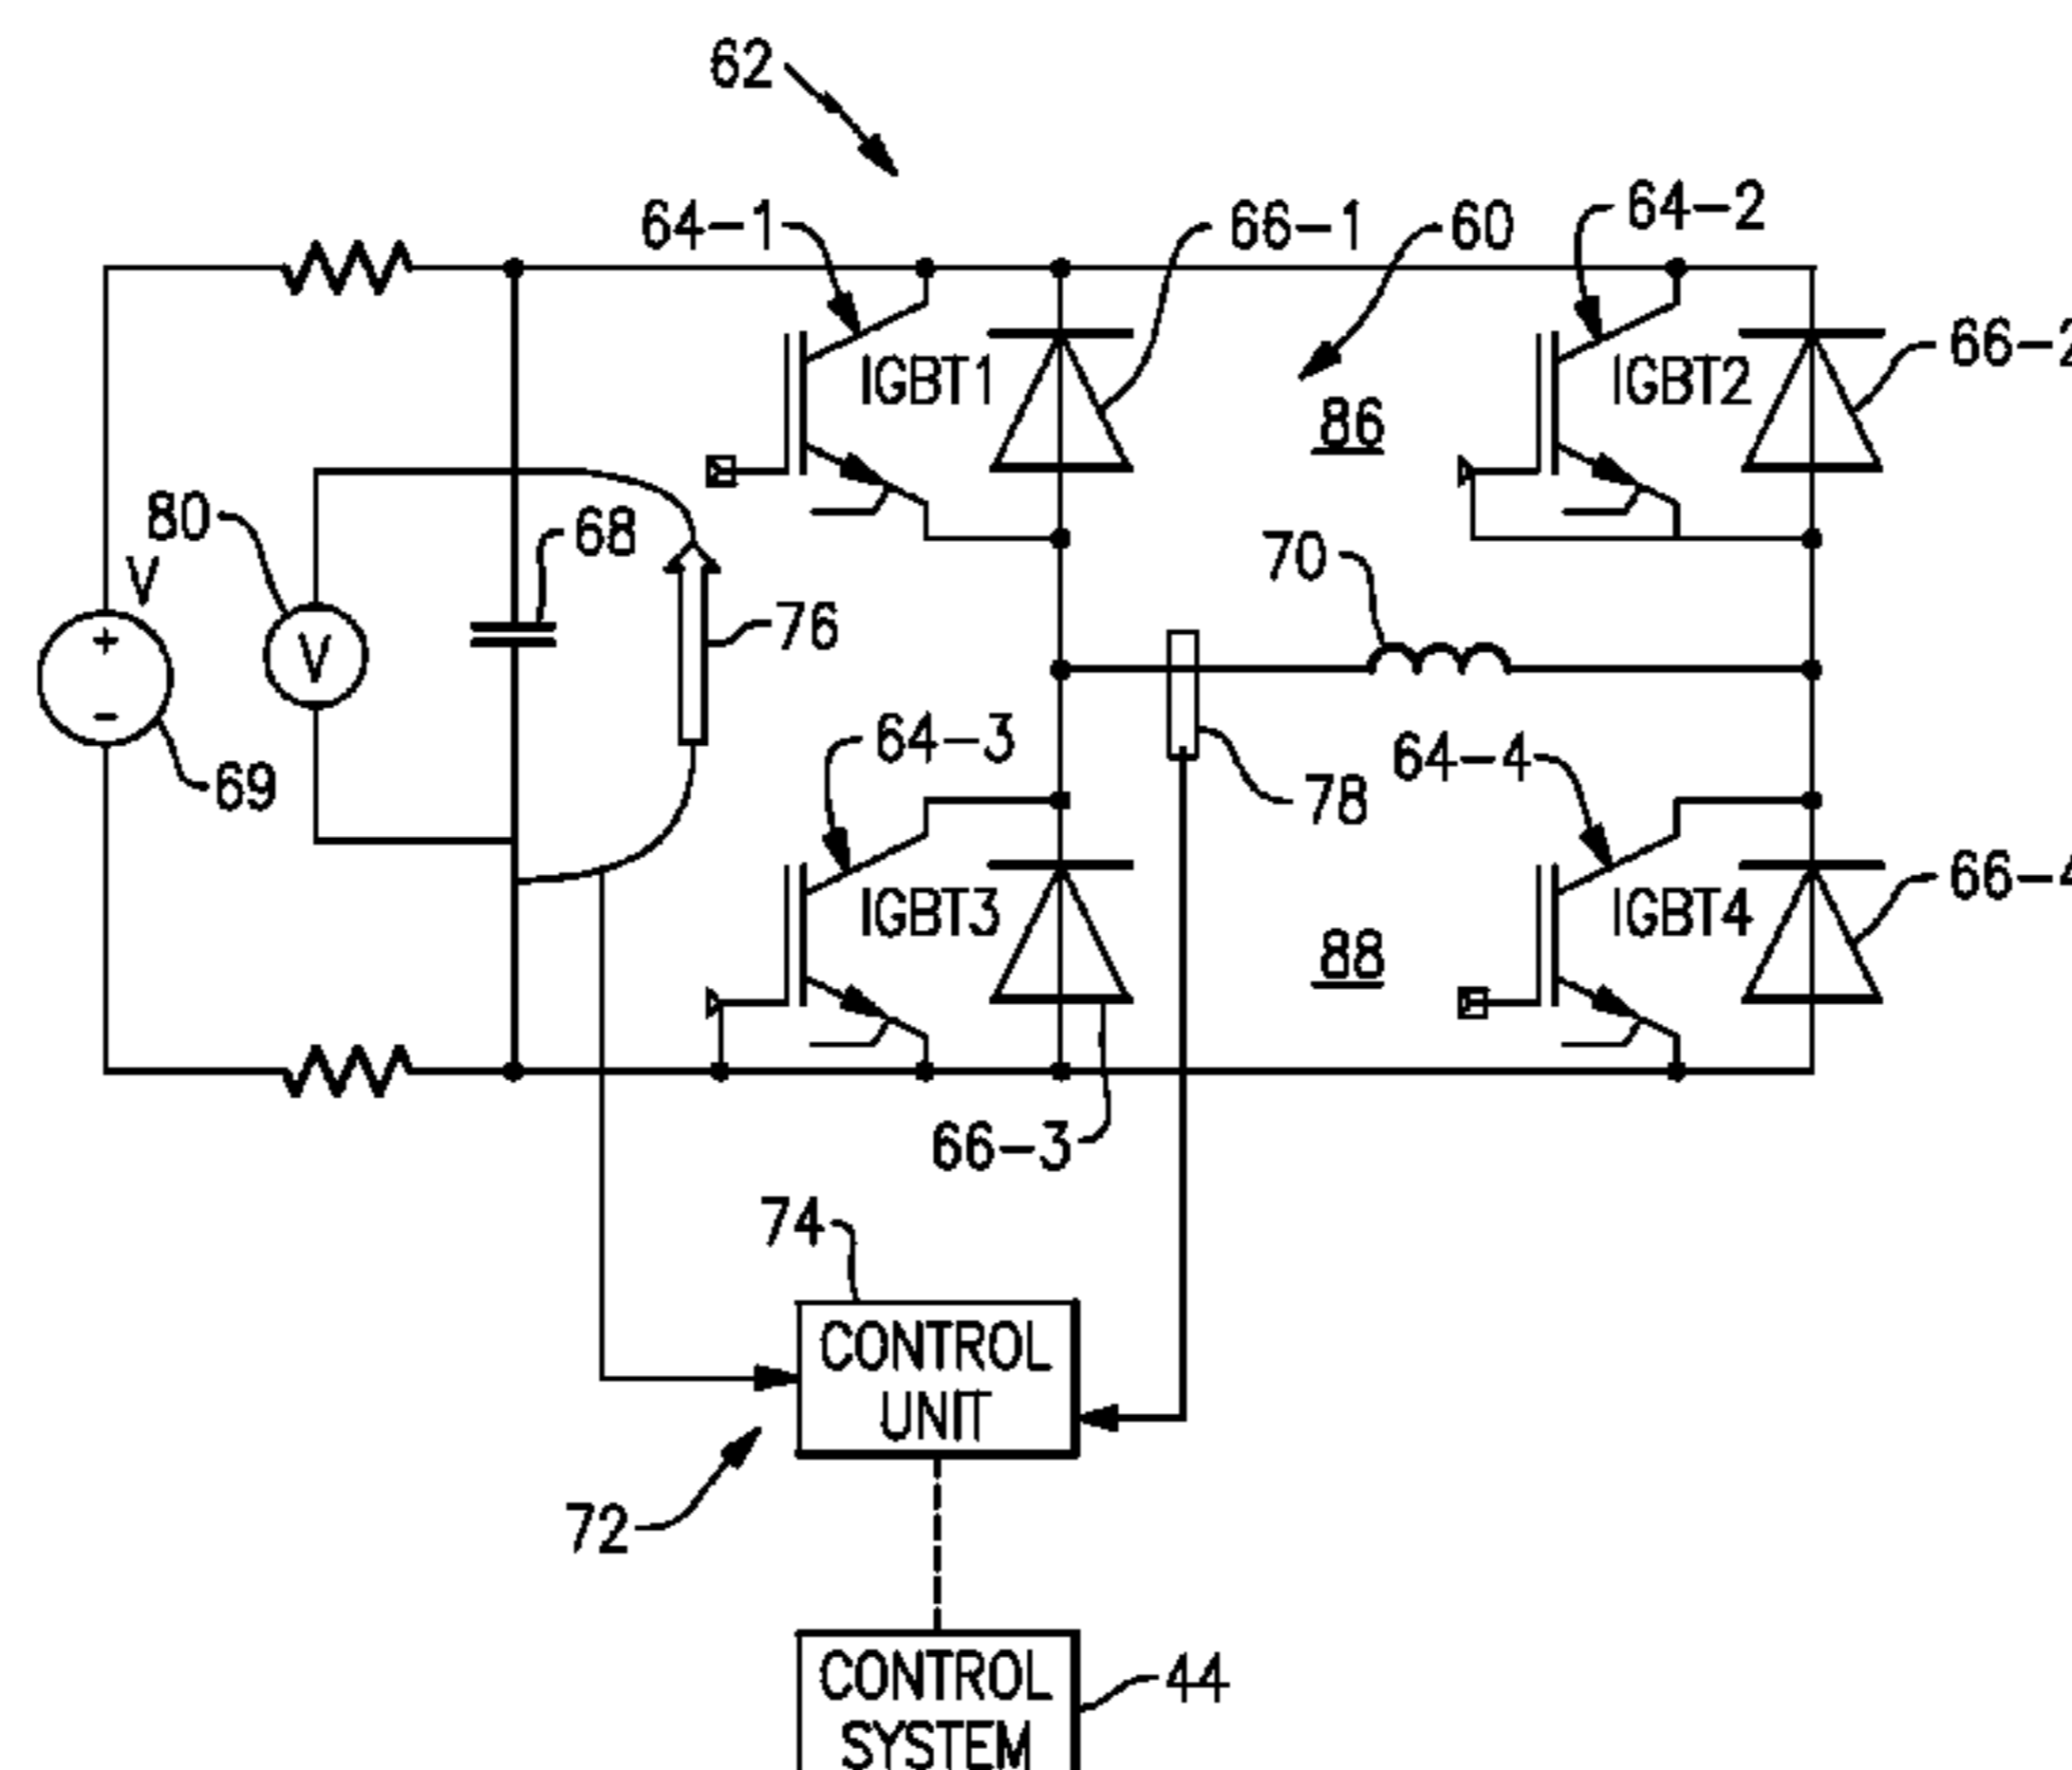 62
64-1
66-1
60
64-2
IGBT1
IGBT2
66-2
86
80
68
70
V
V
+
-
76
69
64-3
78
64-4
IGBT3
IGBT4
66-4
88
66-3
74
CONTROL
UNIT
72
CONTROL
SYSTEM
44